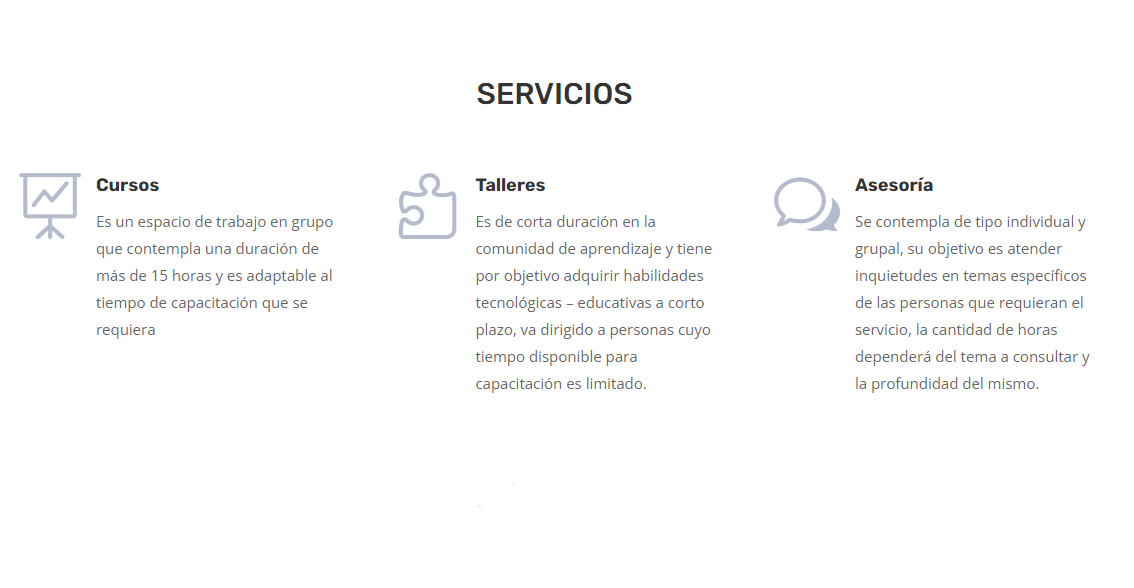 SERVICIOS
Cursos
Es un espacio de trabajo en grupo
que contempla una duración de
más de 15 horas y es adaptable al
tiempo de capacitación que se
requiera
Talleres
Es de corta duración en la
comunidad de aprendizaje y tiene
por objetivo adquirir habilidades
tecnológicas – educativas a corto
plazo, va dirigido a personas cuyo
tiempo disponible para
capacitación es limitado.
Asesoría
Se contempla de tipo individual y
grupal, su objetivo es atender
inquietudes en temas específicos
de las personas que requieran el
servicio, la cantidad de horas
dependerá del tema a consultar y
la profundidad del mismo.